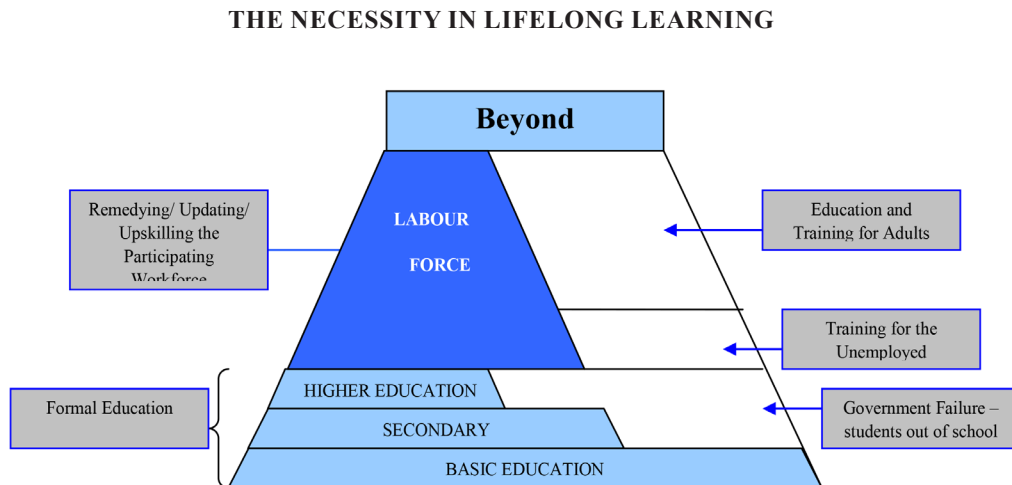 THE NECESSITY IN LIFELONG LEARNING
Beyond
Remedying/ Updating/
Upskilling the
Participating
Workforce
LABOUR
FORCE
Education and
Training for Adults
Training for the
Unemployed
Formal Education
HIGHER EDUCATION
SECONDARY
BASIC EDUCATION
Government Failure –
students out of school